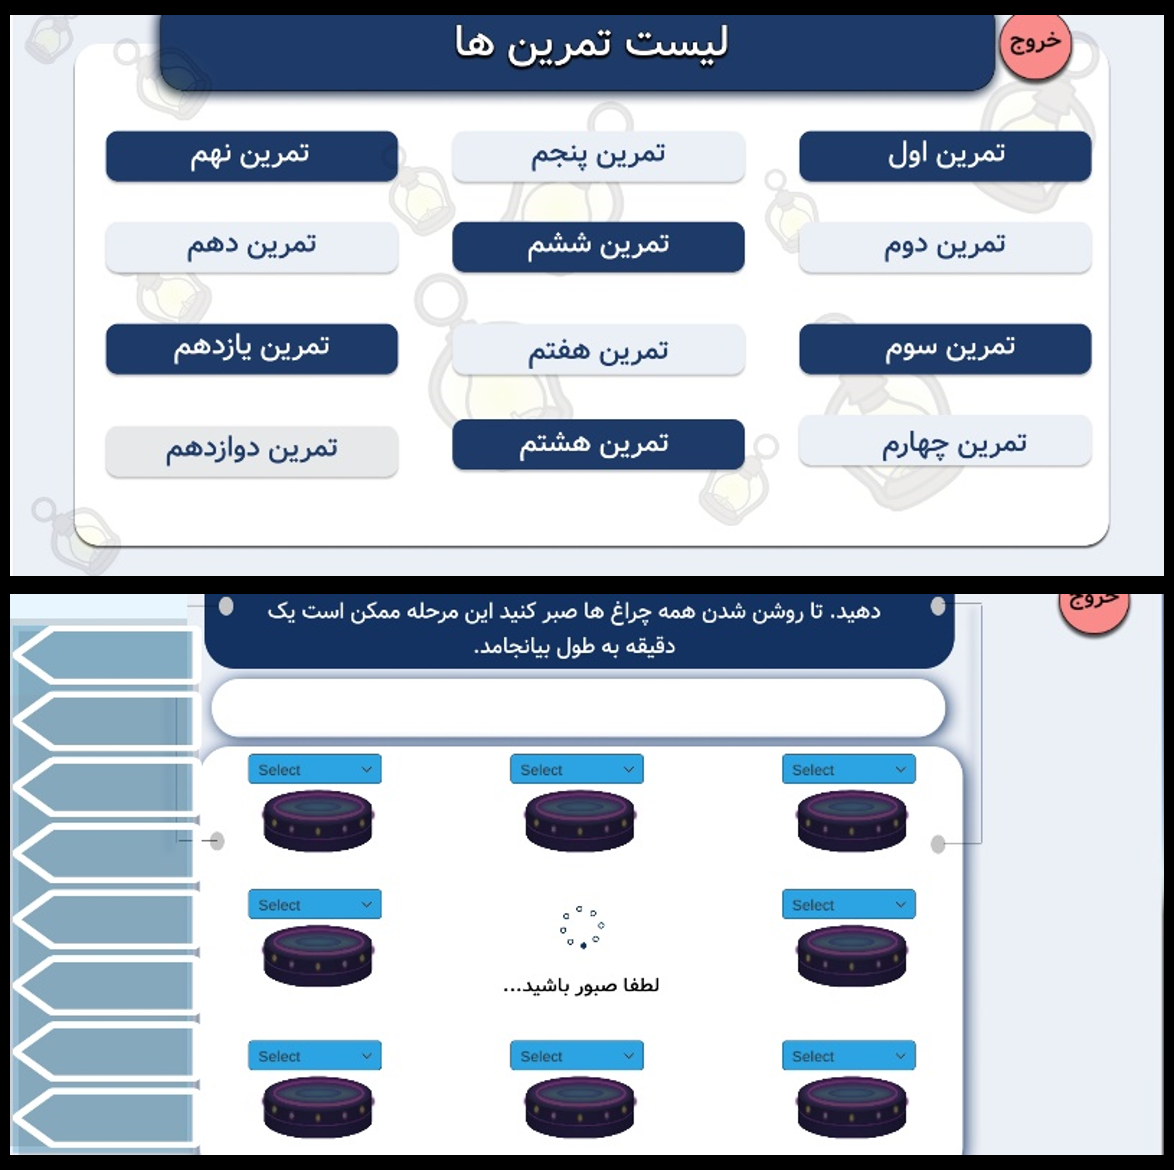 لیست تمرین ها
خروج
تمرین اول
تمرین پنجم
تمرین نهم
تمرین دوم
تمرین ششم
تمرین دهم
تمرین سوم
تمرین هفتم
تمرین یازدهم
تمرین چهارم
تمرین هشتم
تمرین دوازدهم
خروج
دهید. تا روشن شدن همه چراغ ها صبر کنید این مرحله ممکن است یک
دقیقه به طول بیانجامد.
Select
Select
Select
Select
Select
لطفا صبور باشید...
Select
Select
Select